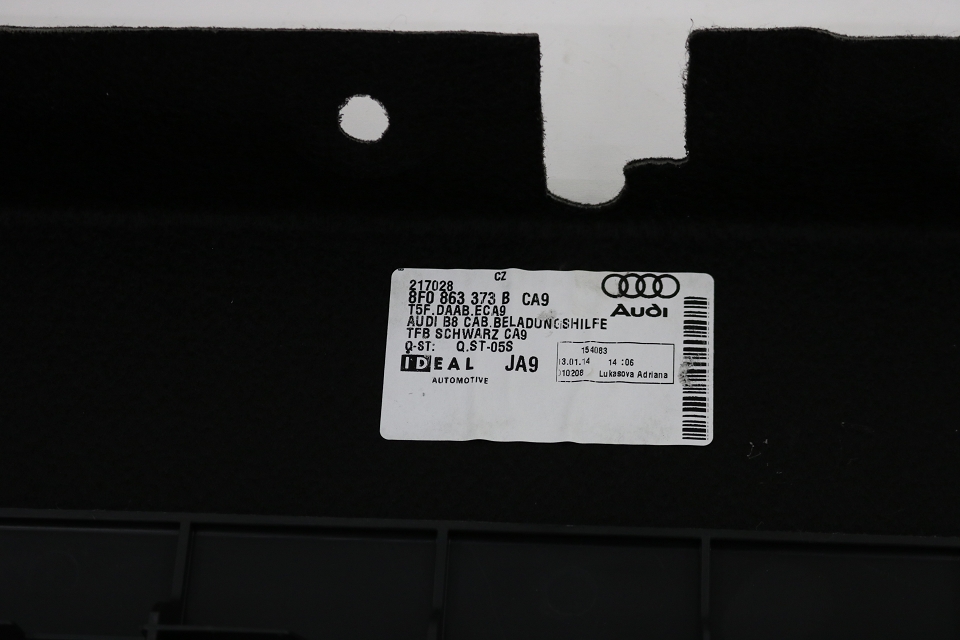 CZ
217028
8F0 863 373 B CA9
T5F.DAAB.ECA9
AUDI B8 CAB.BELADUNGSHILFE
TFB SCHWARZ CA9
Q-ST: Q.ST-05S
IDEAL JA9
AUTOMOTIVE
Audi
154083
13.01.14 14:06
Lukasova Adriana